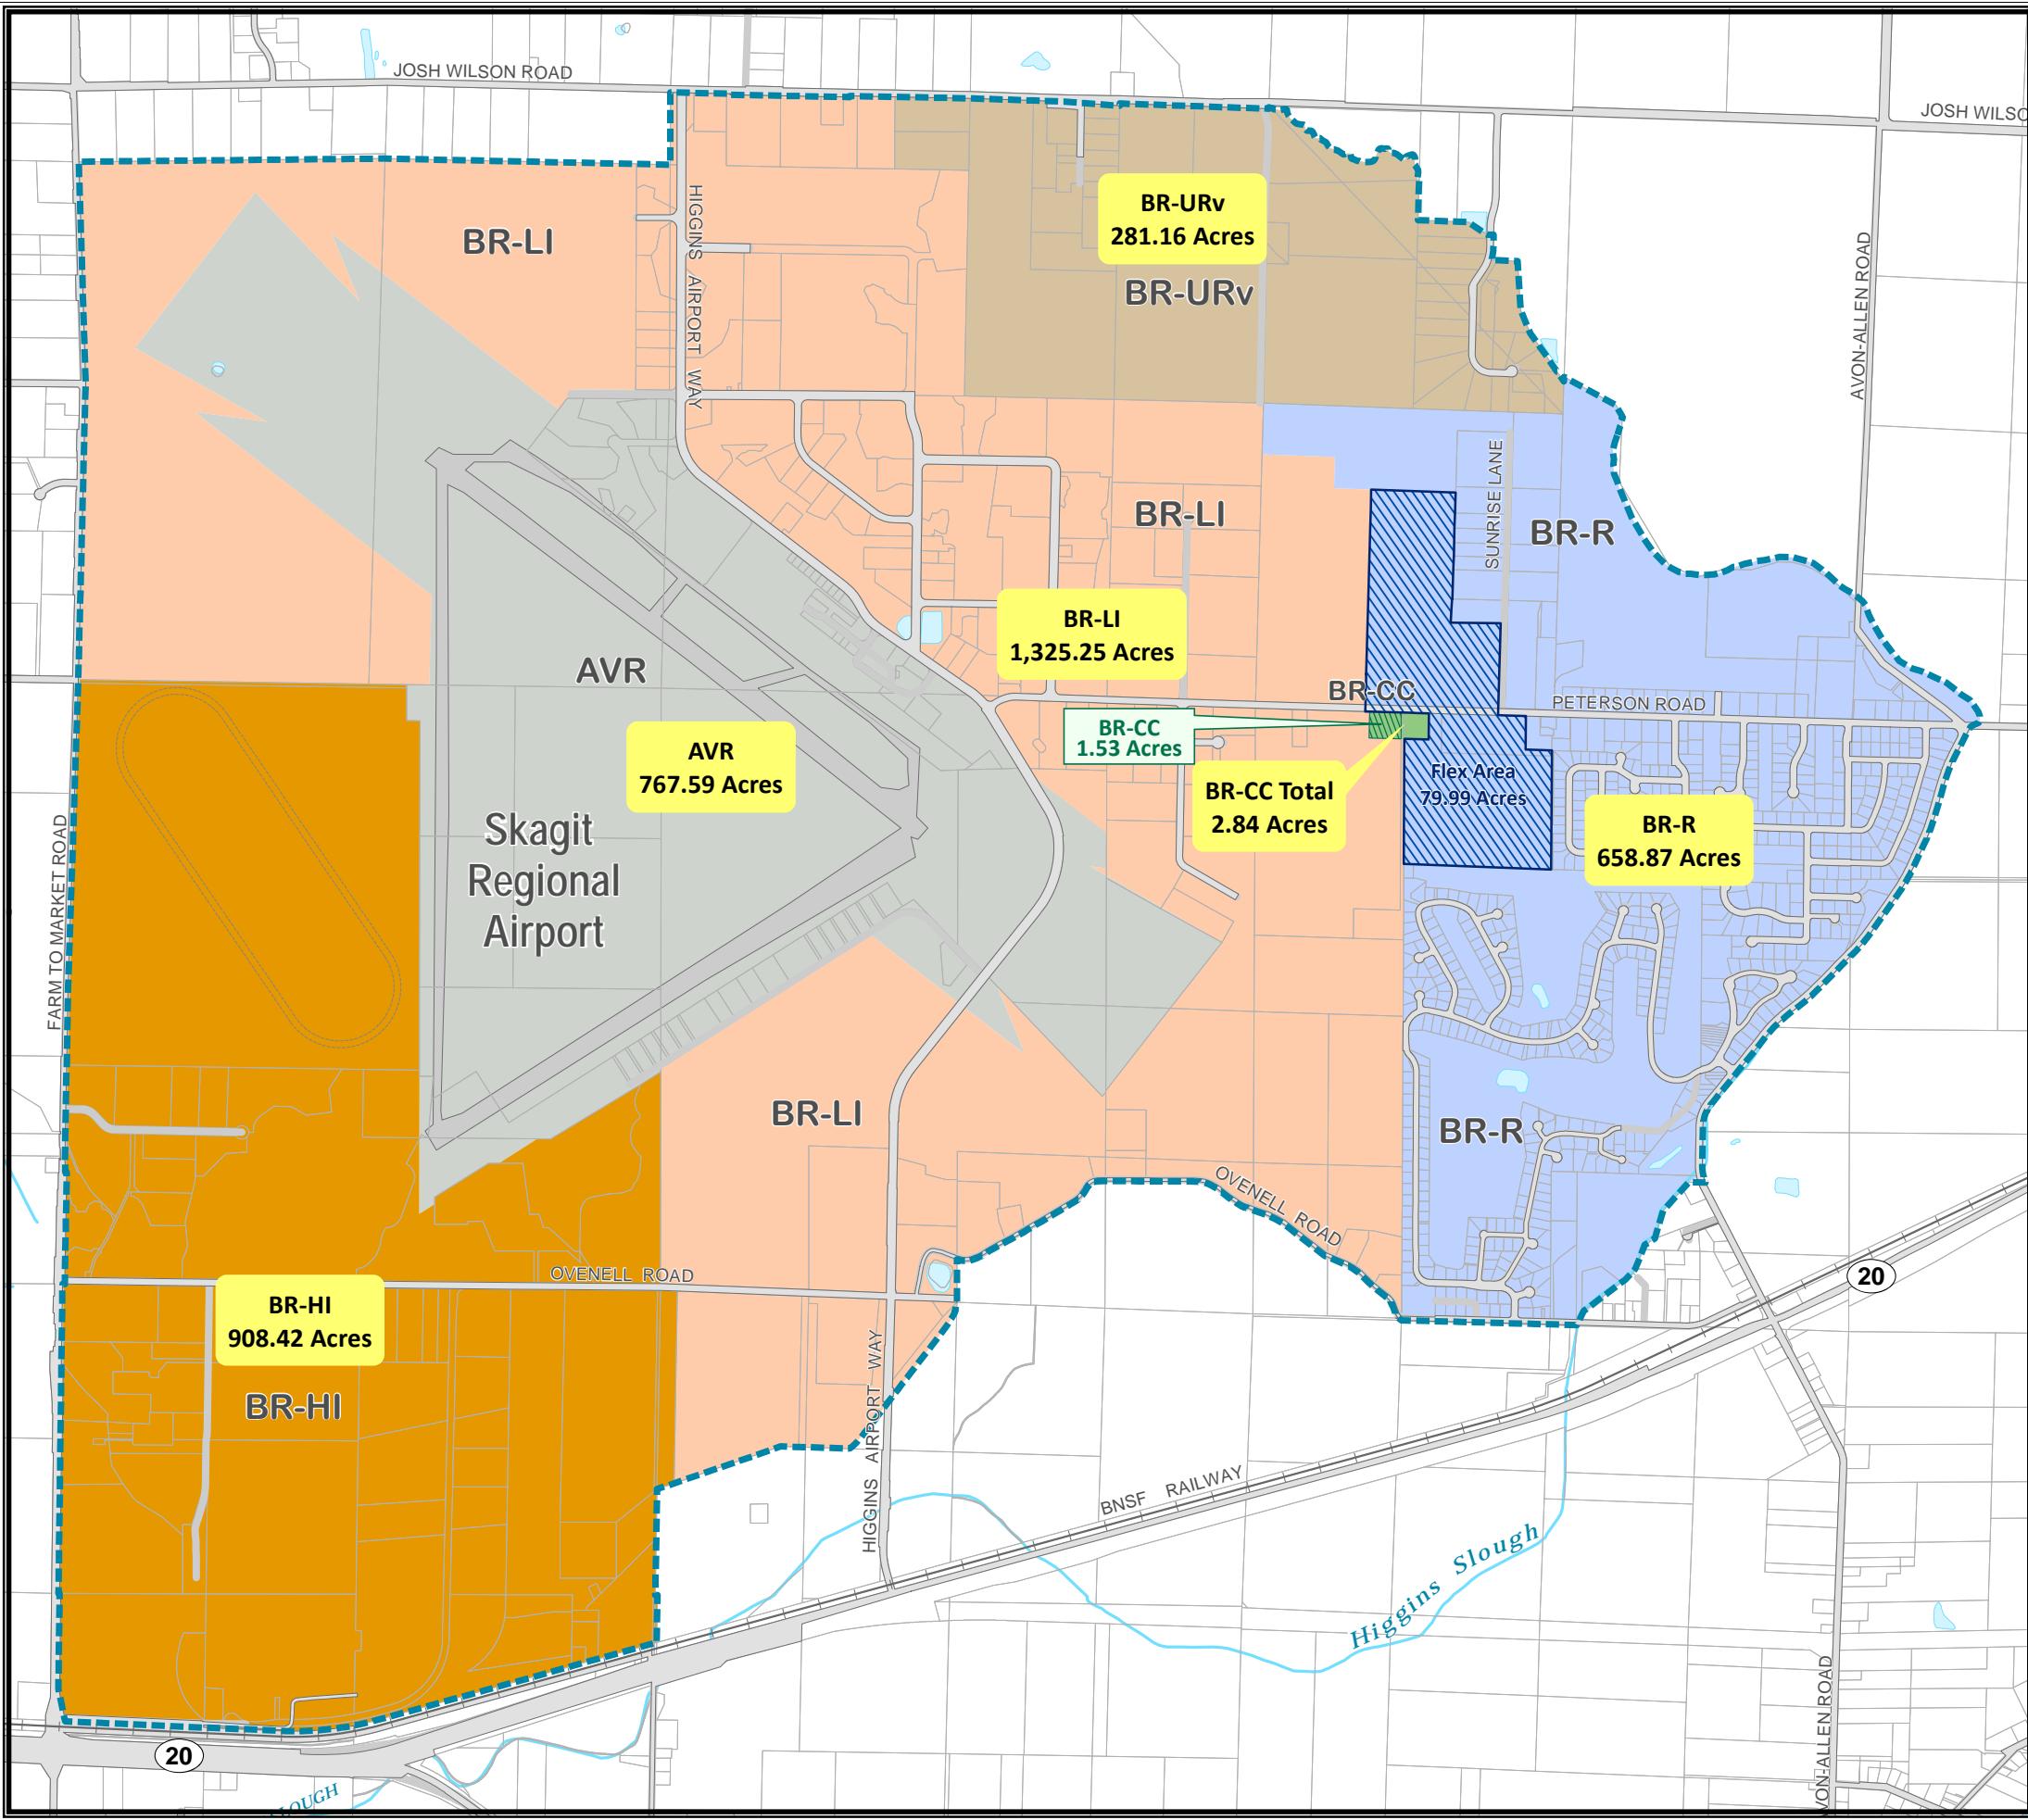 JOSH WILSON ROAD
JOSH WILSO
HIGGINS AIRPORT WAY
BR-LI
BR-URv
281.16 Acres
BR-URv
AVON-ALLEN ROAD
SUNRISE LANE
BR-LI
BR-R
BR-LI
1,325.25 Acres
AVR
BR-CC
PETERSON ROAD
BR-CC
1.53 Acres
AVR
767.59 Acres
BR-CC Total
2.84 Acres
Flex Area
79.99 Acres
BR-R
658.87 Acres
Skagit
Regional
Airport
FARM TO MARKET ROAD
BR-LI
BR-R
OVENELL ROAD
OVENELL ROAD
20
BR-HI
908.42 Acres
BR-HI
HIGGINS AIRPORT WAY
BNSF RAILWAY
Higgins Slough
VON-ALLEN ROAD
20
LOUGH